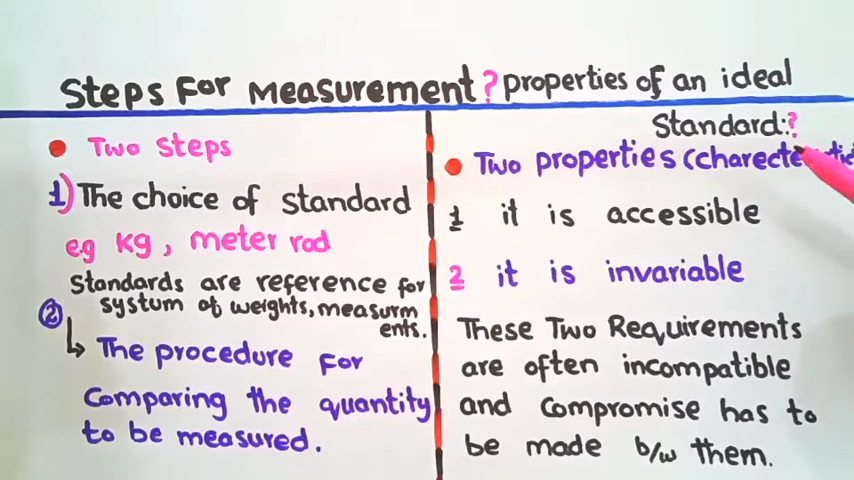 Steps For Measurement?
Two Steps
1) The choice of standard
e.g Kg, meter rod
Standards are reference for
systum of weights, measurm
ents.
2
The procedure For
Comparing the quantity
to be measured.
properties of an ideal
Standard:?
Two properties (charecte
1 it is accessible
2 it is invariable
These Two Requirements
are often incompatible
and compromise has to
be made b/w them.